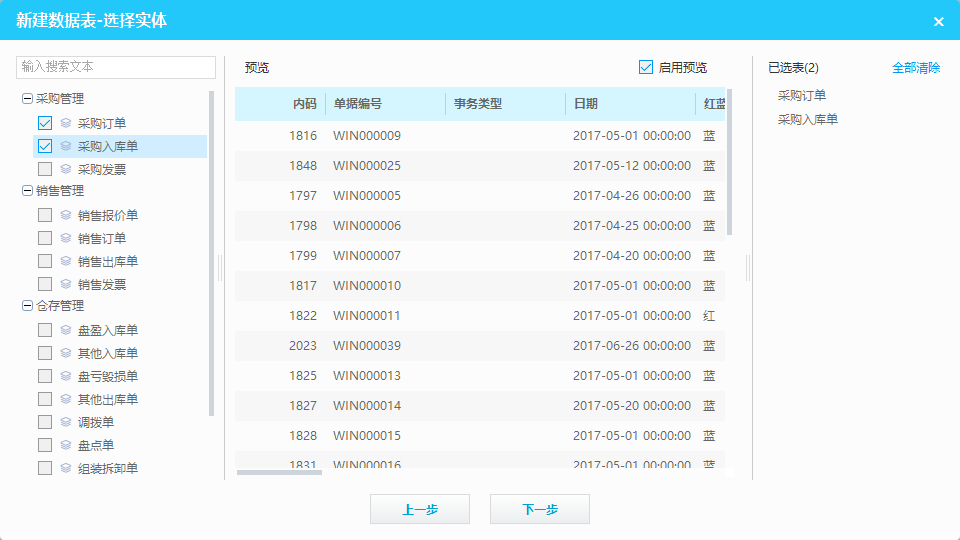 新建数据表-选择实体
输入搜索文本
采购管理
采购订单
采购入库单
采购发票
销售管理
销售报价单
销售订单
销售出库单
销售发票
仓存管理
盘盈入库单
其他入库单
盘亏毁损单
其他出库单
调拨单
盘点单
组装拆卸单
预览 启用预览
内码 单据编号 事务类型 日期 红蓝
1816 WIN000009 2017-05-01 00:00:00 蓝
1848 WIN000025 2017-05-12 00:00:00 蓝
1797 WIN000005 2017-04-26 00:00:00 蓝
1798 WIN000006 2017-04-25 00:00:00 蓝
1799 WIN000007 2017-04-20 00:00:00 蓝
1817 WIN000010 2017-05-01 00:00:00 蓝
1822 WIN000011 2017-05-01 00:00:00 红
2023 WIN000039 2017-06-26 00:00:00 蓝
1825 WIN000013 2017-05-01 00:00:00 蓝
1827 WIN000014 2017-05-20 00:00:00 蓝
1828 WIN000015 2017-05-01 00:00:00 蓝
1831 WIN000016 2017-05-01 00:00:00 蓝
已选表(2) 全部清除
采购订单
采购入库单
上一步 下一步